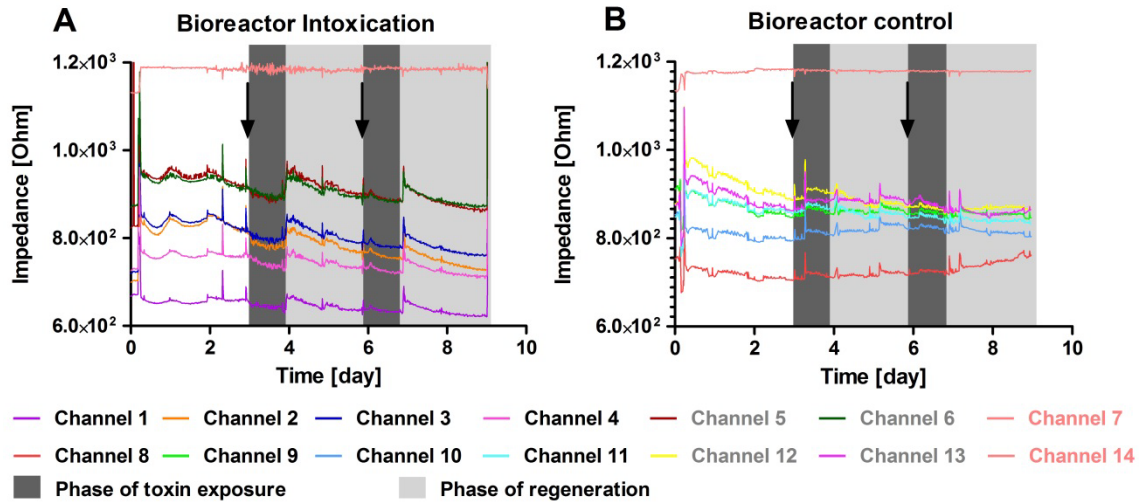 A Bioreactor Intoxication
B Bioreactor control
Impedance [Ohm]
1.2×10³
1.0×10³
8.0×10²
6.0×10²
0 2 4 6 8 10
Time [day]
Impedance [Ohm]
1.2×10³
1.0×10³
8.0×10²
6.0×10²
0 2 4 6 8 10
Time [day]
Channel 1 Channel 2 Channel 3 Channel 4 Channel 5 Channel 6 Channel 7
Channel 8 Channel 9 Channel 10 Channel 11 Channel 12 Channel 13 Channel 14
Phase of toxin exposure Phase of regeneration